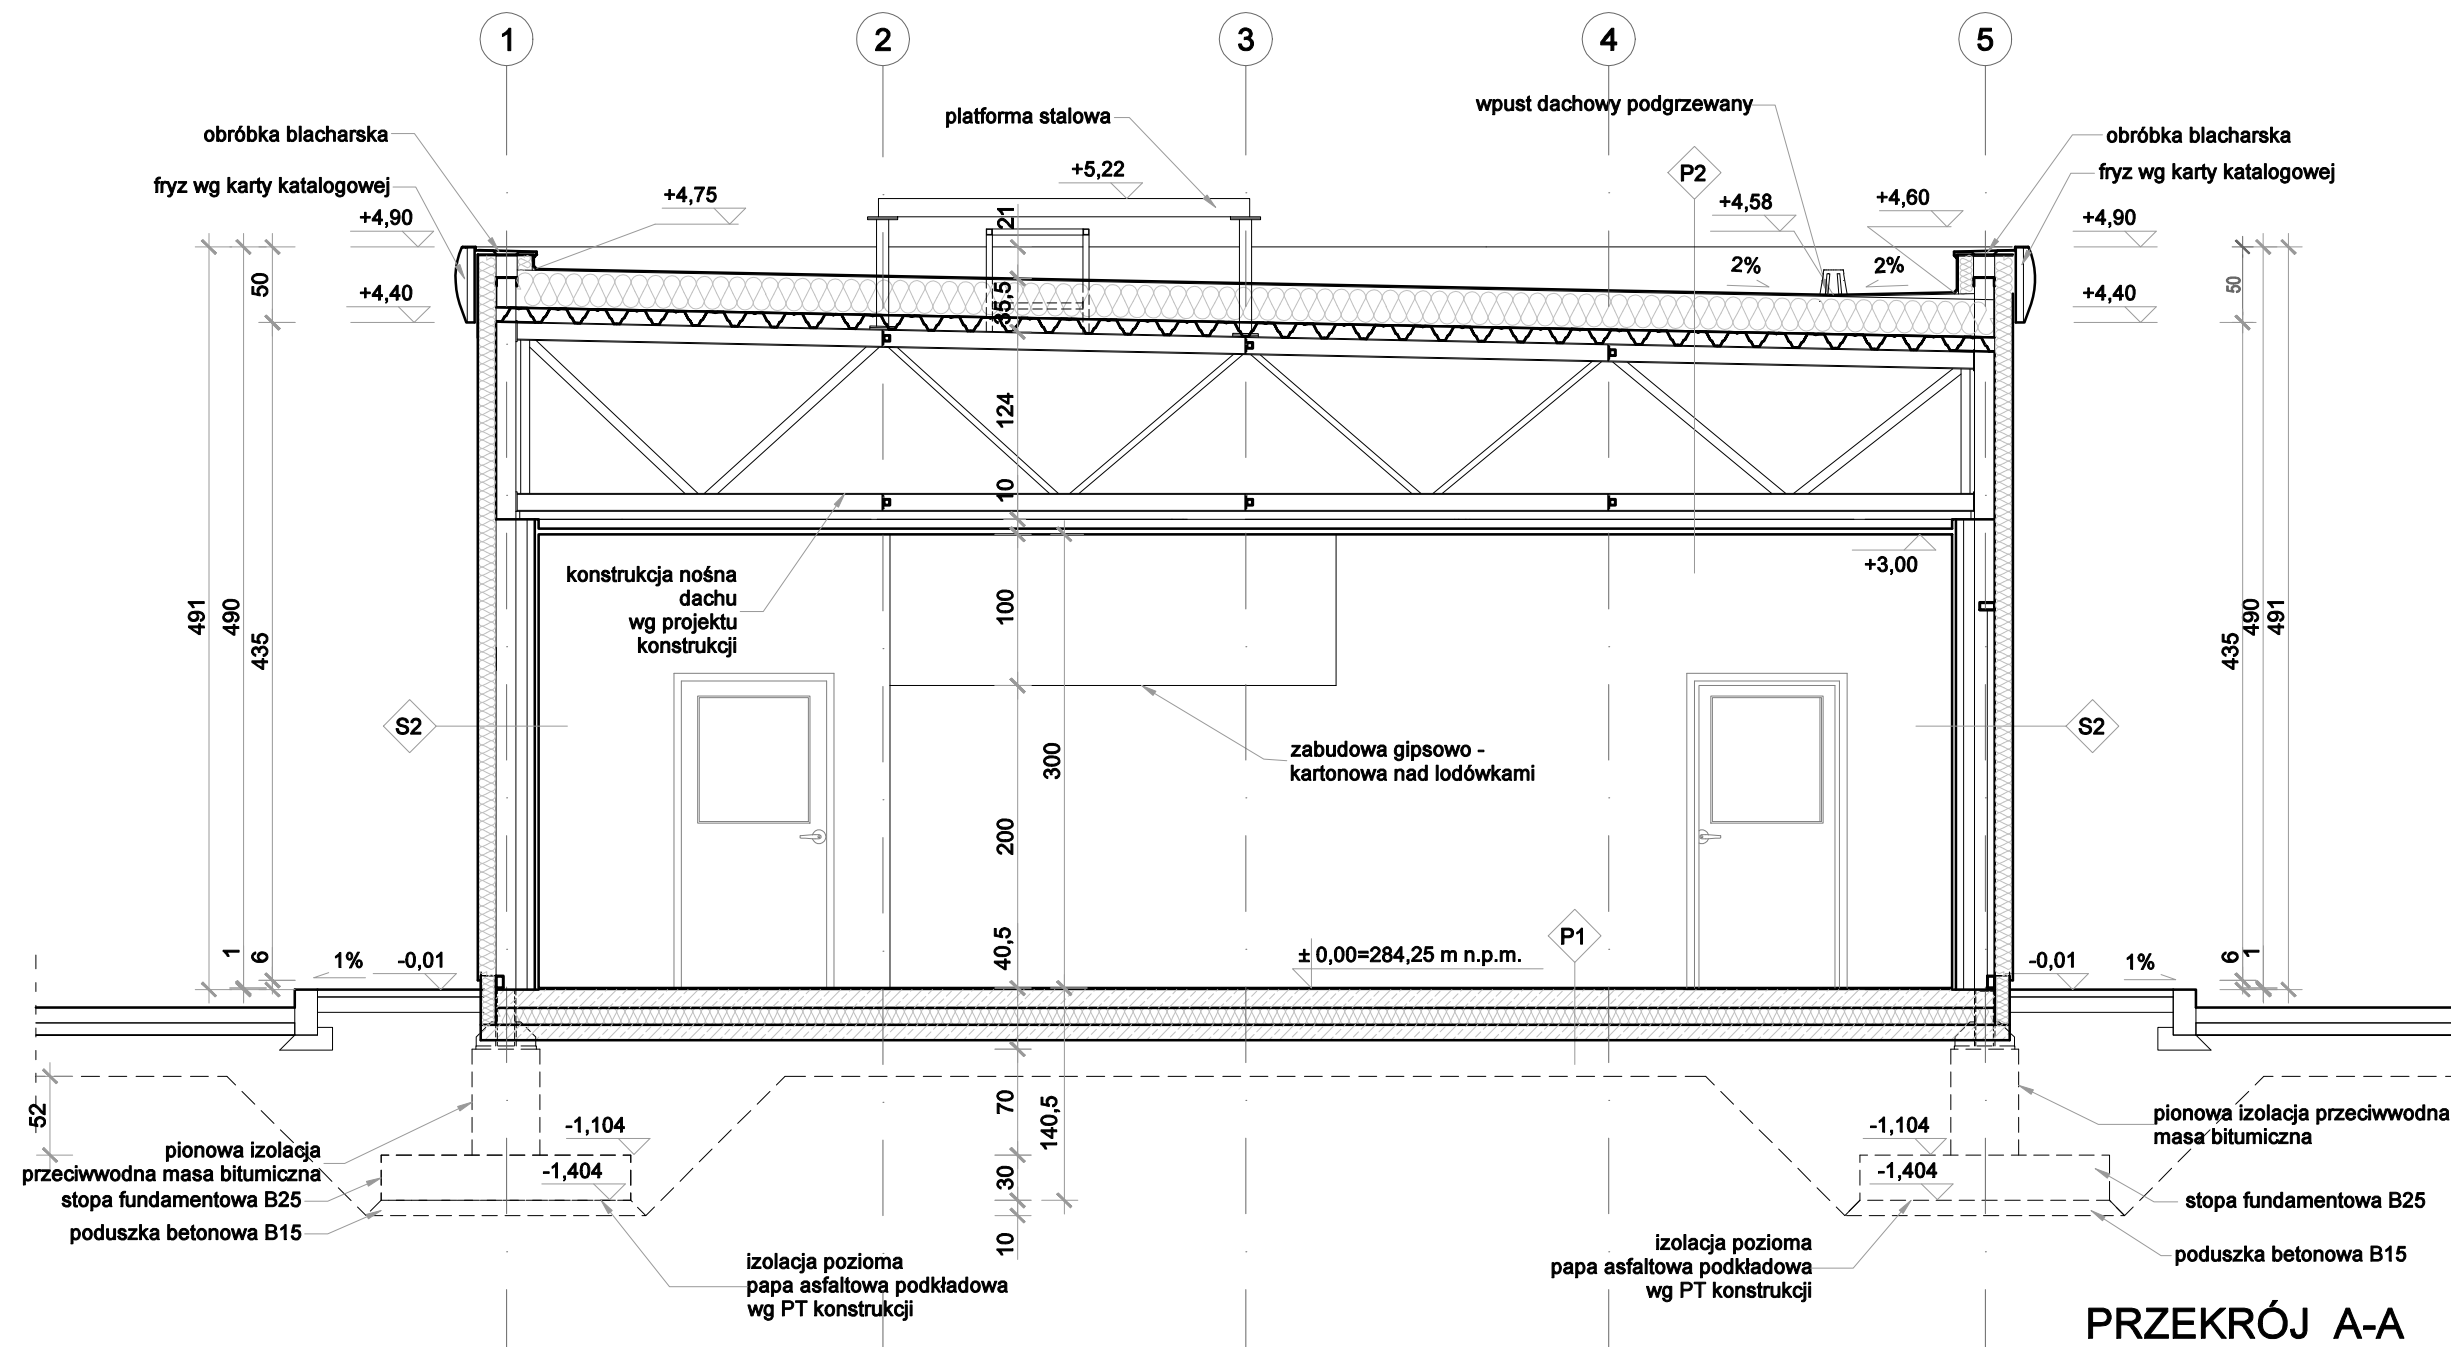 1
2
3
4
5
obróbka blacharska
fryz wg karty katalogowej
+4,90
+4,40
+4,75
platforma stalowa
+5,22
wpust dachowy podgrzewany
P2
+4,58
+4,60
2%
2%
obróbka blacharska
fryz wg karty katalogowej
+4,90
+4,40
50
491
490
435
1
6
21
35,5
124
10
100
200
300
40,5
50
435
490
491
6
1
konstrukcja nośna
dachu
wg projektu
konstrukcji
+3,00
S2
S2
zabudowa gipsowo -
kartonowa nad lodówkami
± 0,00=284,25 m n.p.m.
P1
1%
-0,01
-0,01
1%
52
70
140,5
30
10
-1,104
-1,404
pionowa izolacja
przeciwwodna masa bitumiczna
stopa fundamentowa B25
poduszka betonowa B15
izolacja pozioma
papa asfaltowa podkładowa
wg PT konstrukcji
-1,104
-1,404
pionowa izolacja przeciwwodna
masa bitumiczna
stopa fundamentowa B25
poduszka betonowa B15
izolacja pozioma
papa asfaltowa podkładowa
wg PT konstrukcji
PRZEKRÓJ A-A